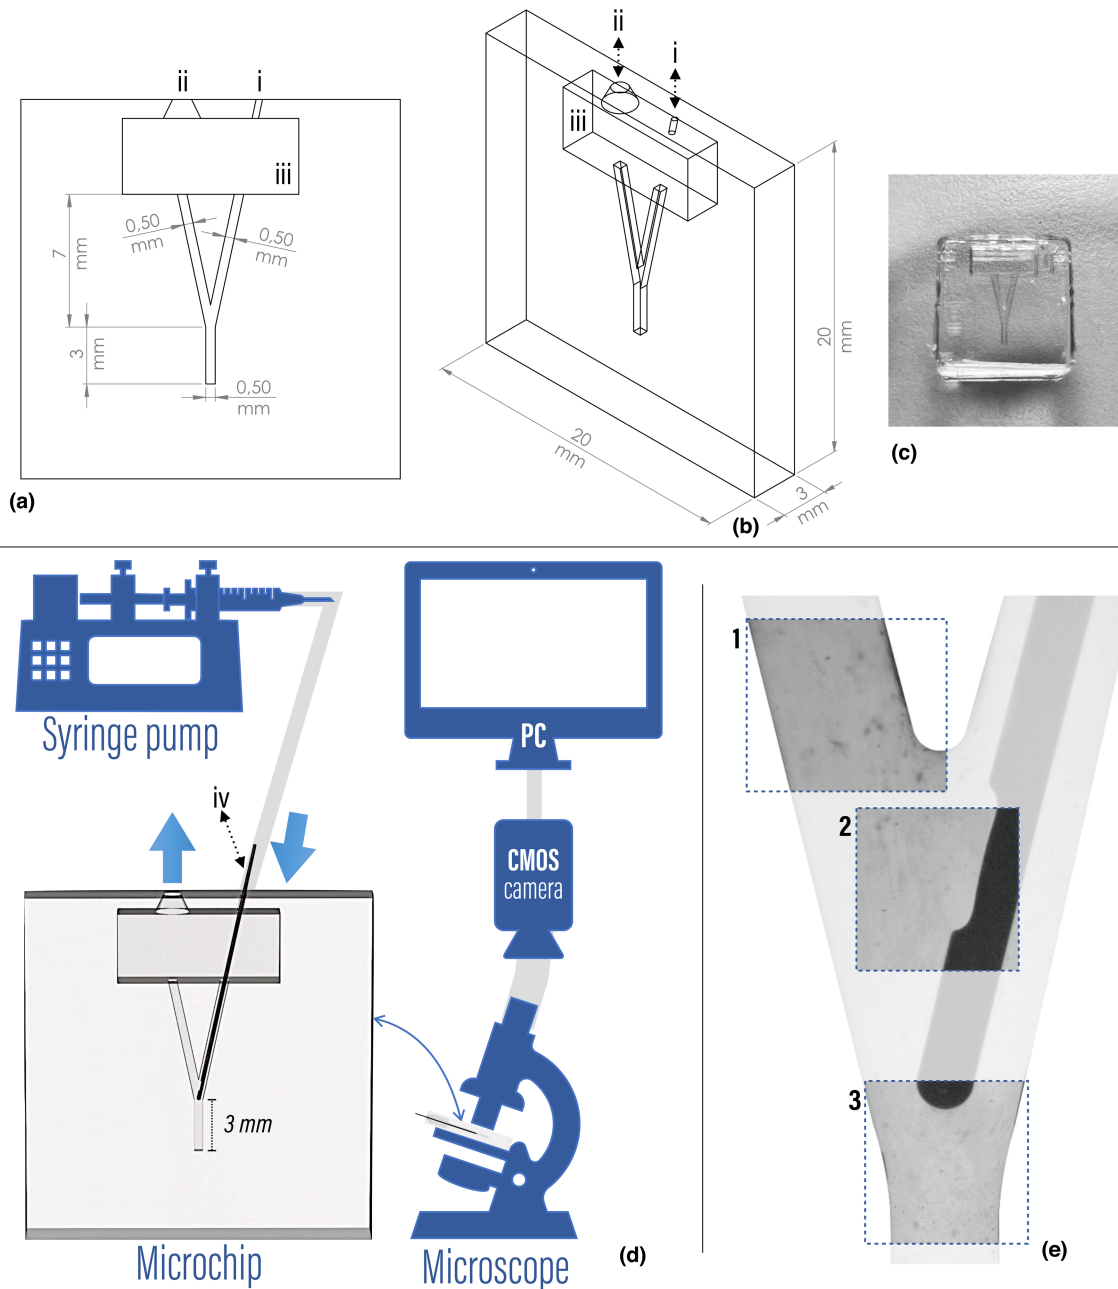 ii
i
iii
0,50
mm
0,50
mm
7
mm
3
mm
0,50
mm
(a)
ii
i
iii
20
mm
20
mm
3
mm
(b)
(c)
Syringe pump
PC
iv
CMOS
camera
3 mm
Microchip
Microscope
(d)
1
2
3
(e)